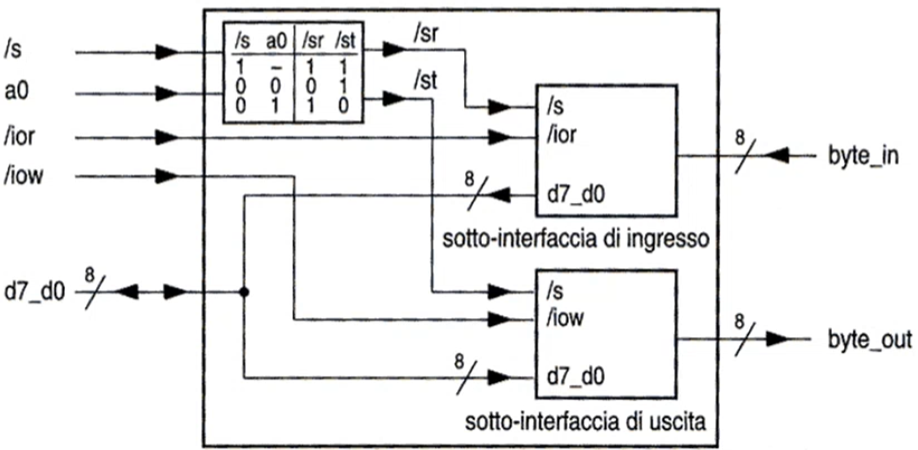 /s
a0
/ior
/iow
8
d7_d0
/s a0 /sr /st
1 – 1 1
0 0 0 1
0 1 1 0
/sr
/st
/s
/ior
8
d7_d0
sotto-interfaccia di ingresso
8
byte_in
/s
/iow
8
d7_d0
sotto-interfaccia di uscita
8
byte_out